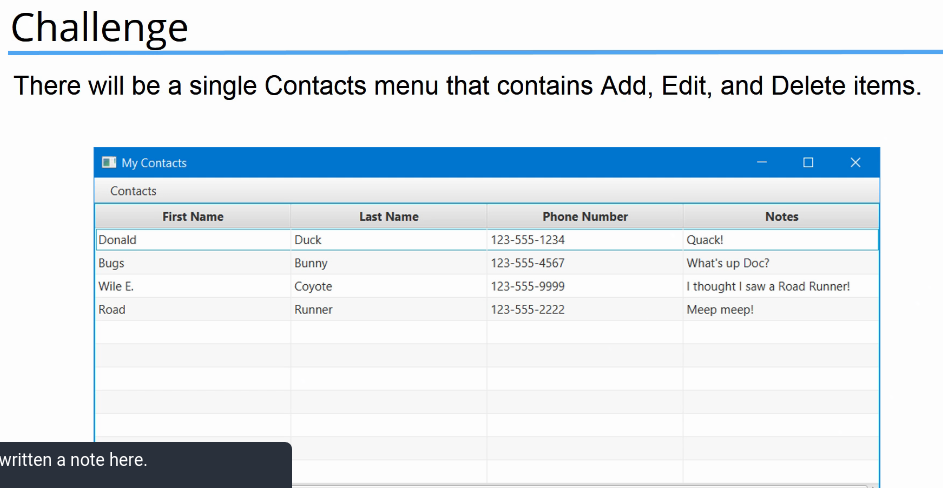 Challenge
There will be a single Contacts menu that contains Add, Edit, and Delete items.
My Contacts
Contacts
First Name Last Name Phone Number Notes
Donald Duck 123-555-1234 Quack!
Bugs Bunny 123-555-4567 What's up Doc?
Wile E. Coyote 123-555-9999 I thought I saw a Road Runner!
Road Runner 123-555-2222 Meep meep!
written a note here.